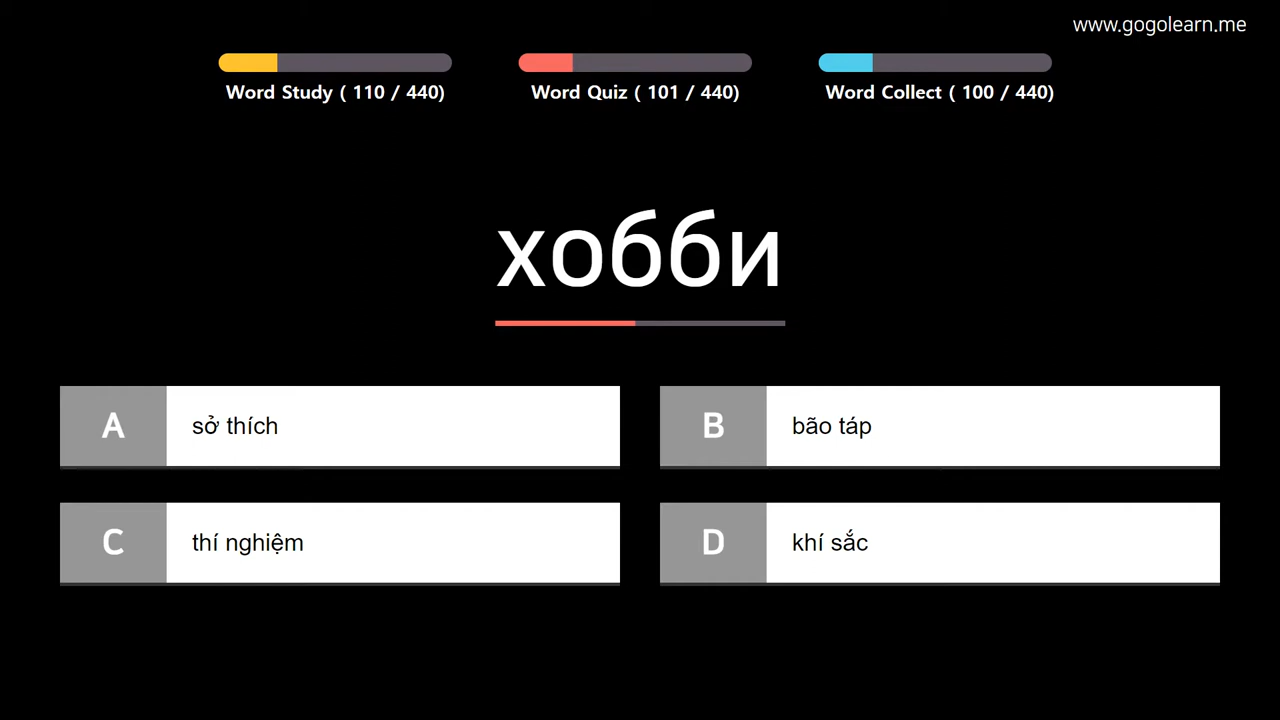 www.gogolearn.me
Word Study ( 110 / 440)
Word Quiz ( 101 / 440)
Word Collect ( 100 / 440)
хобби
A sở thích
B bão táp
C thí nghiệm
D khí sắc